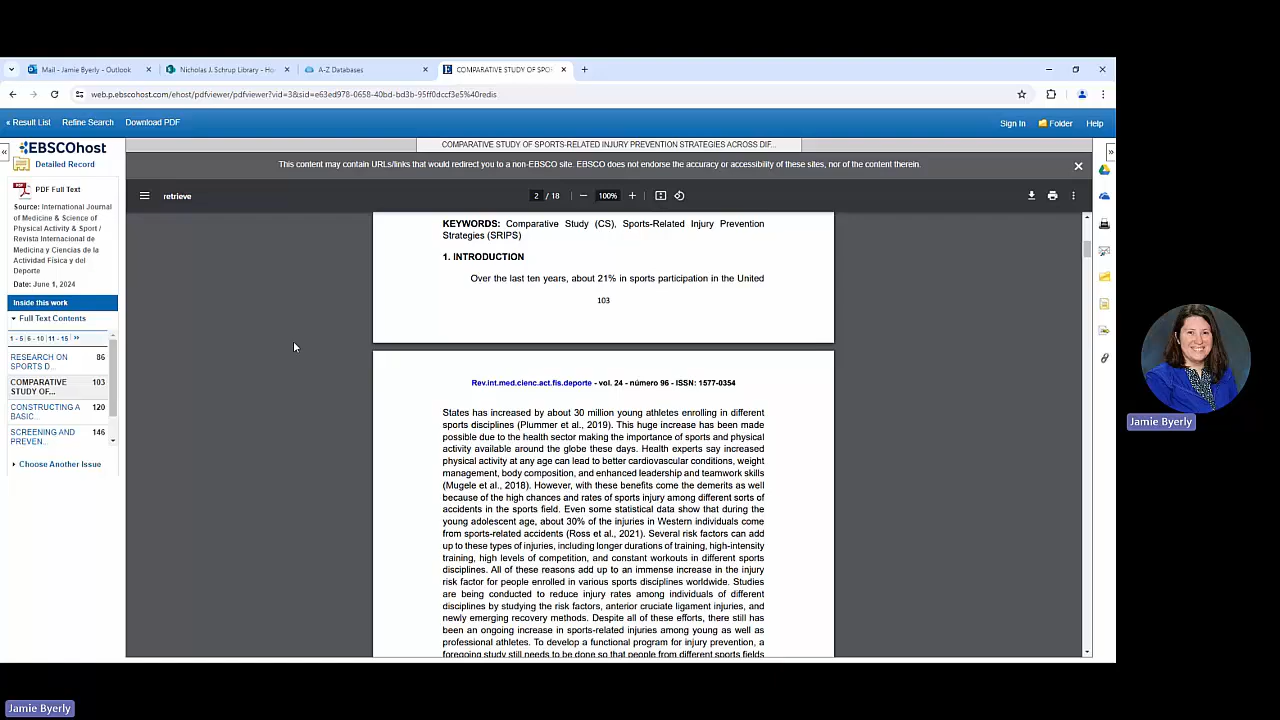 Mail - Jamie Byerly - Outlook
Nicholas J. Schrup Library - Ho
A-Z Databases
COMPARATIVE STUDY OF SPO
web.p.ebscohost.com/ehost/pdfviewer/pdfviewer?vid=3&sid=e63ed978-0658-40bd-bd3b-95ff0dccf3e5%40redis
« Result List Refine Search Download PDF
Sign In Folder Help
COMPARATIVE STUDY OF SPORTS-RELATED INJURY PREVENTION STRATEGIES ACROSS DIF...
EBSCOhost
Detailed Record
PDF Full Text
Source: International Journal
of Medicine & Science of
Physical Activity & Sport /
Revista Internacional de
Medicina y Ciencias de la
Actividad Física y del
Deporte
Date: June 1, 2024
Inside this work
Full Text Contents
1 - 5 | 6 - 10 | 11 - 15 | »
RESEARCH ON 86
SPORTS D...
COMPARATIVE 103
STUDY OF...
CONSTRUCTING A 120
BASIC...
SCREENING AND 146
PREVEN...
Choose Another Issue
This content may contain URLs/links that would redirect you to a non-EBSCO site. EBSCO does not endorse the accuracy or accessibility of these sites, nor of the content therein.
retrieve
2 / 18
100%
KEYWORDS: Comparative Study (CS), Sports-Related Injury Prevention
Strategies (SRIPS)
1. INTRODUCTION
Over the last ten years, about 21% in sports participation in the United
103
Rev.int.med.cienc.act.fis.deporte - vol. 24 - número 96 - ISSN: 1577-0354
States has increased by about 30 million young athletes enrolling in different
sports disciplines (Plummer et al., 2019). This huge increase has been made
possible due to the health sector making the importance of sports and physical
activity available around the globe these days. Health experts say increased
physical activity at any age can lead to better cardiovascular conditions, weight
management, body composition, and enhanced leadership and teamwork skills
(Mugele et al., 2018). However, with these benefits come the demerits as well
because of the high chances and rates of sports injury among different sorts of
accidents in the sports field. Even some statistical data show that during the
young adolescent age, about 30% of the injuries in Western individuals come
from sports-related accidents (Ross et al., 2021). Several risk factors can add
up to these types of injuries, including longer durations of training, high-intensity
training, high levels of competition, and constant workouts in different sports
disciplines. All of these reasons add up to an immense increase in the injury
risk factor for people enrolled in various sports disciplines worldwide. Studies
are being conducted to reduce injury rates among individuals of different
disciplines by studying the risk factors, anterior cruciate ligament injuries, and
newly emerging recovery methods. Despite all of these efforts, there still has
been an ongoing increase in sports-related injuries among young as well as
professional athletes. To develop a functional program for injury prevention, a
foregoing study still needs to be done so that people from different sports fields
Jamie Byerly
Jamie Byerly